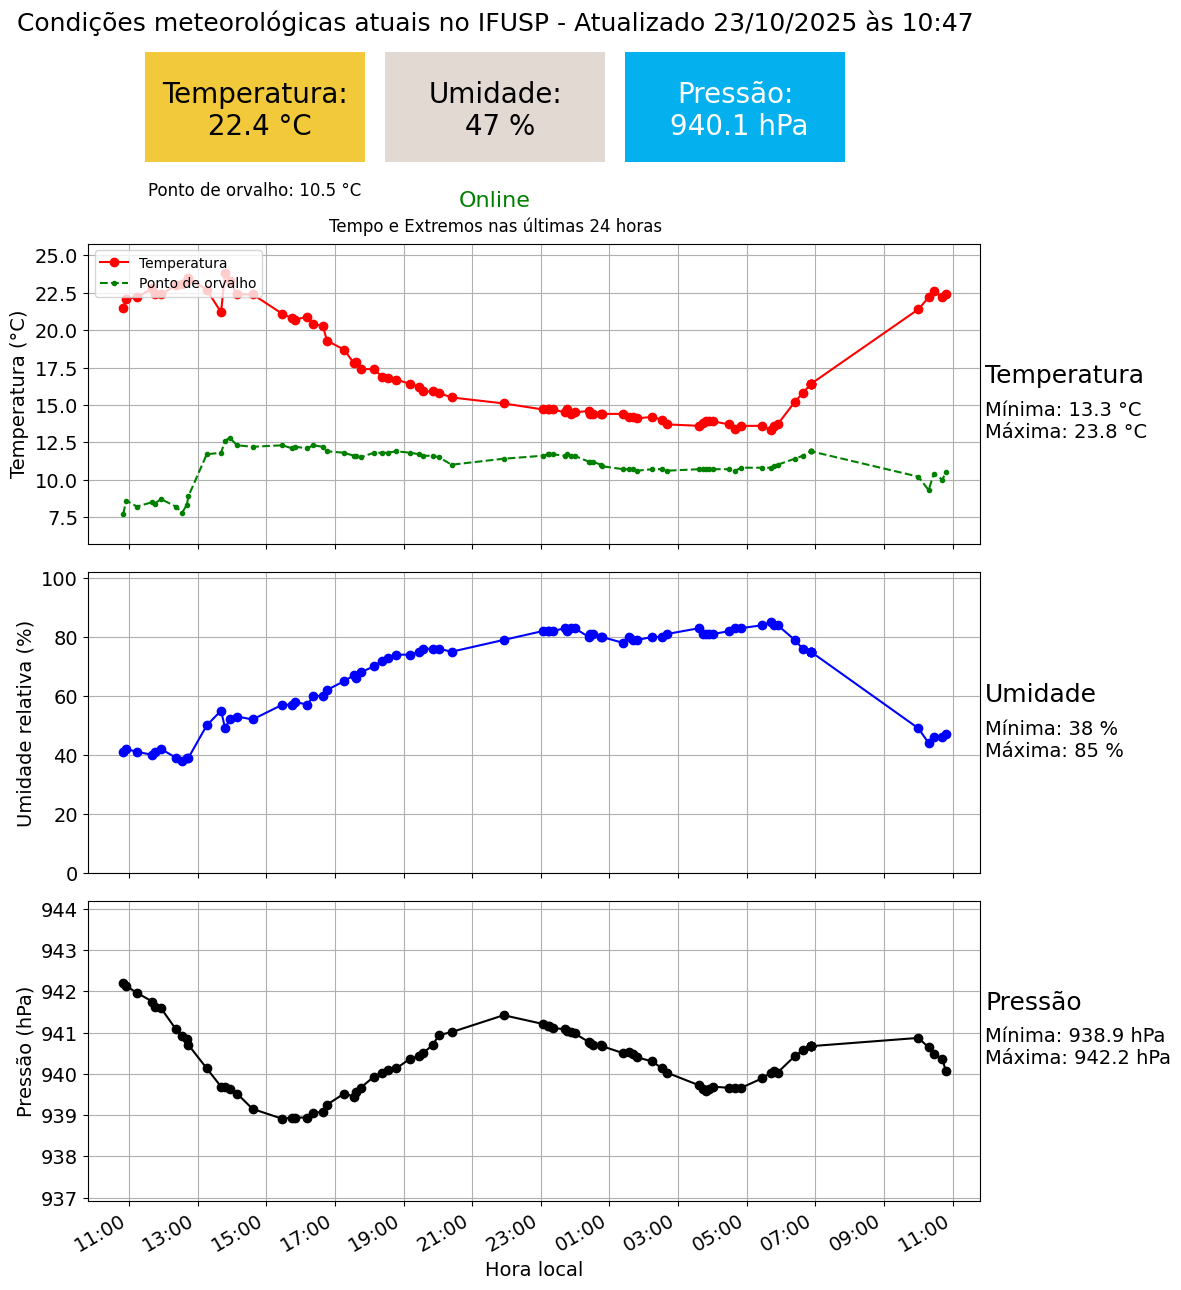 Condições meteorológicas atuais no IFUSP - Atualizado 23/10/2025 às 10:47
Temperatura:
22.4 °C
Umidade:
47 %
Pressão:
940.1 hPa
Ponto de orvalho: 10.5 °C
Online
Tempo e Extremos nas últimas 24 horas
Temperatura (°C)
25.0
22.5
20.0
17.5
15.0
12.5
10.0
7.5
Temperatura
Ponto de orvalho
Temperatura
Mínima: 13.3 °C
Máxima: 23.8 °C
Umidade relativa (%)
100
80
60
40
20
0
Umidade
Mínima: 38 %
Máxima: 85 %
Pressão (hPa)
944
943
942
941
940
939
938
937
Pressão
Mínima: 938.9 hPa
Máxima: 942.2 hPa
11:00
13:00
15:00
17:00
19:00
21:00
23:00
01:00
03:00
05:00
07:00
09:00
11:00
Hora local